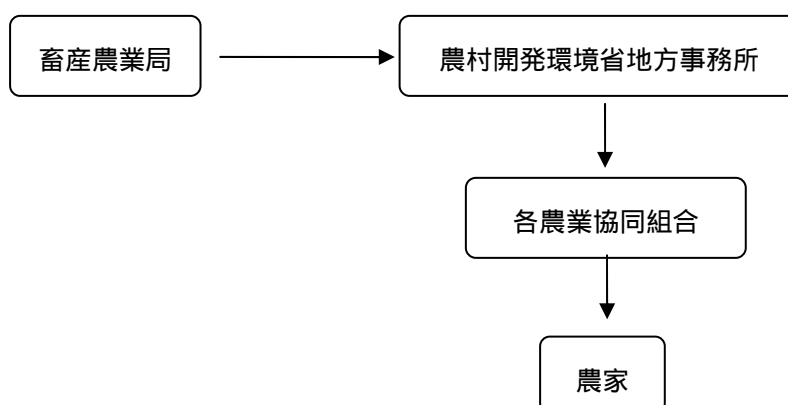 畜産農業局
農村開発環境省地方事務所
各農業協同組合
農家